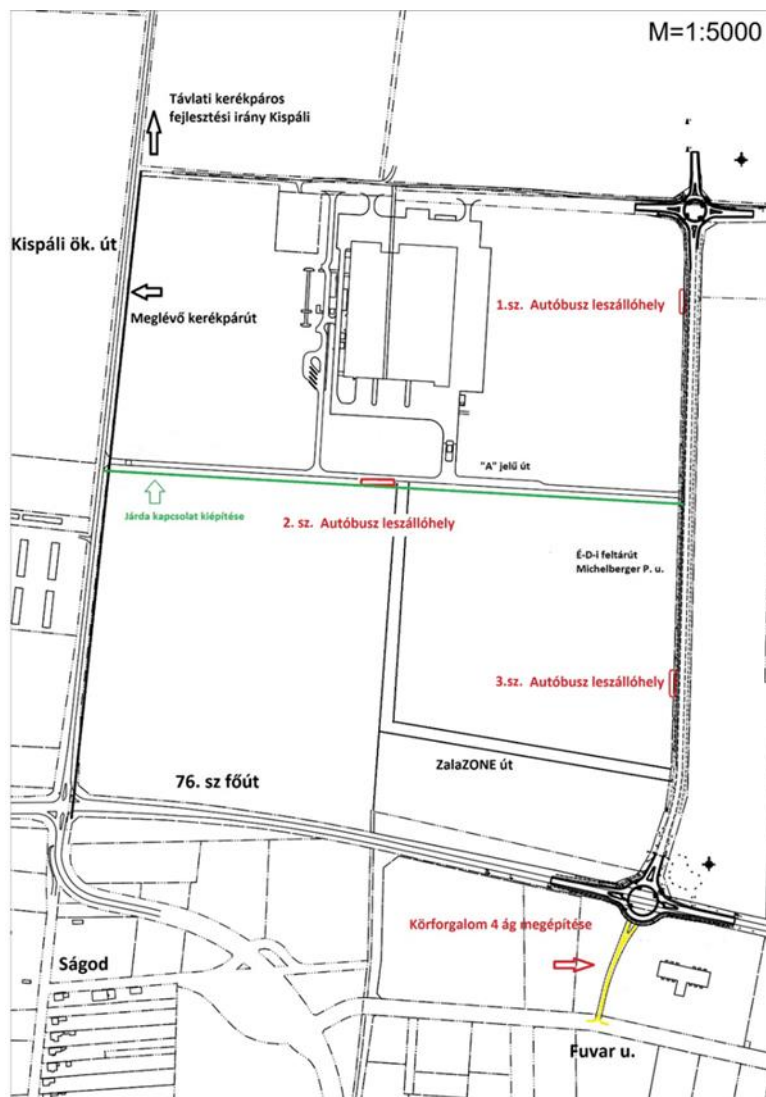 M=1:5000
Távlati kerékpáros
fejlesztési irány Kispáli
Kispáli ök. út
Meglévő kerékpárút
1.sz. Autóbusz leszállóhely
"A" jelű út
Járda kapcsolat kiépítése
2. sz. Autóbusz leszállóhely
É-D-i feltárút
Michelberger P. u.
3.sz. Autóbusz leszállóhely
ZalaZONE út
76. sz főút
Körforgalom 4 ág megépítése
Ságod
Fuvar u.